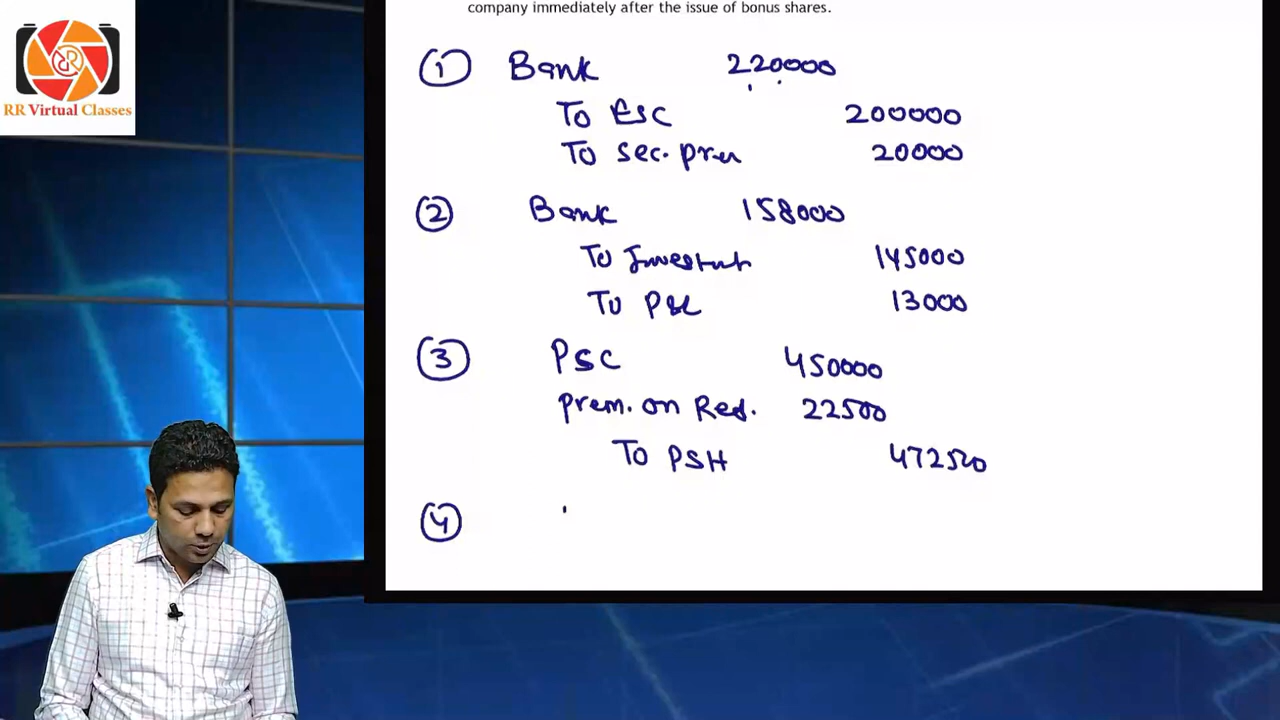 RR Virtual Classes
company immediately after the issue of bonus shares.
1 Bank 220000
To ESC 200000
To Sec. prem 20000
2 Bank 158000
To Investment 145000
To P&L 13000
3 PSC 450000
Prem. on Red. 22500
To PSH 472500
4